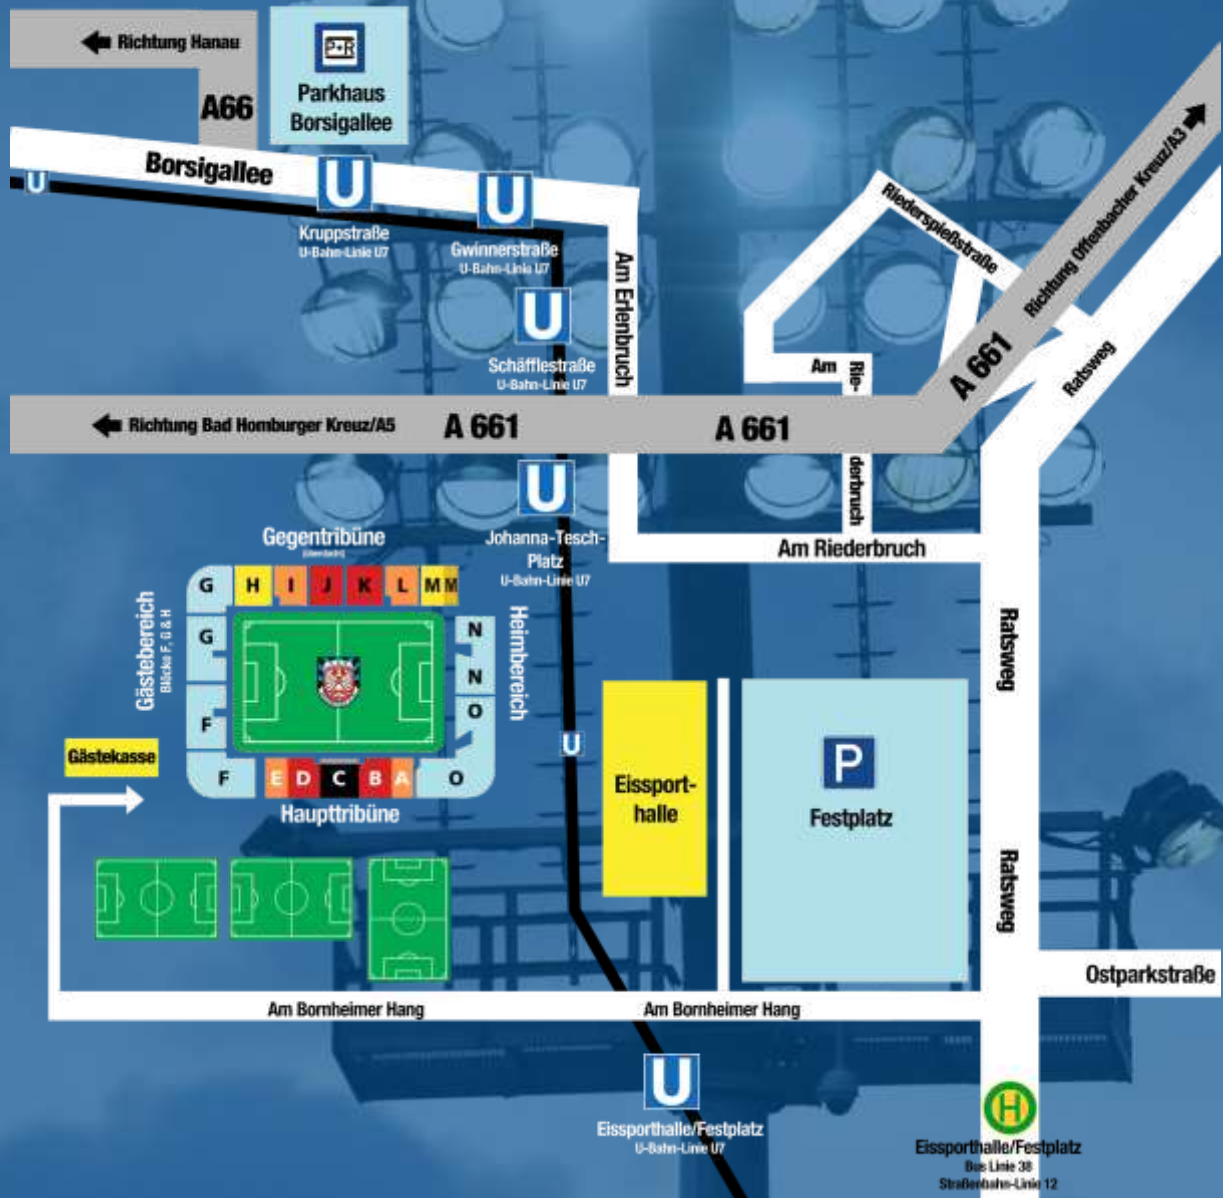 Richtung Hanau
A66
P+R
Parkhaus
Borsigallee
Borsigallee
U
U
Kruppstraße
U-Bahn-Linie U7
U
Gwinnerstraße
U-Bahn-Linie U7
U
Schäfflestraße
U-Bahn-Linie U7
Am Erlenbruch
Riederspießstraße
Richtung Offenbacher Kreuz/A3
A 661
Ratsweg
Am
Rie-
derbruch
Richtung Bad Homburger Kreuz/A5
A 661
A 661
U
Johanna-Tesch-
Platz
U-Bahn-Linie U7
Am Riederbruch
Gegentribüne
(überdacht)
G H I J K L M M
Gästebereich
Blöcke F, G & H
G
F
F
N
N
O
O
Heimbereich
E D C B A
Haupttribüne
Gästekasse
U
Eissport-
halle
P
Festplatz
Ratsweg
Ratsweg
Ostparkstraße
Am Bornheimer Hang
Am Bornheimer Hang
U
Eissporthalle/Festplatz
U-Bahn-Linie U7
H
Eissporthalle/Festplatz
Bus Linie 38
Straßenbahn-Linie 12